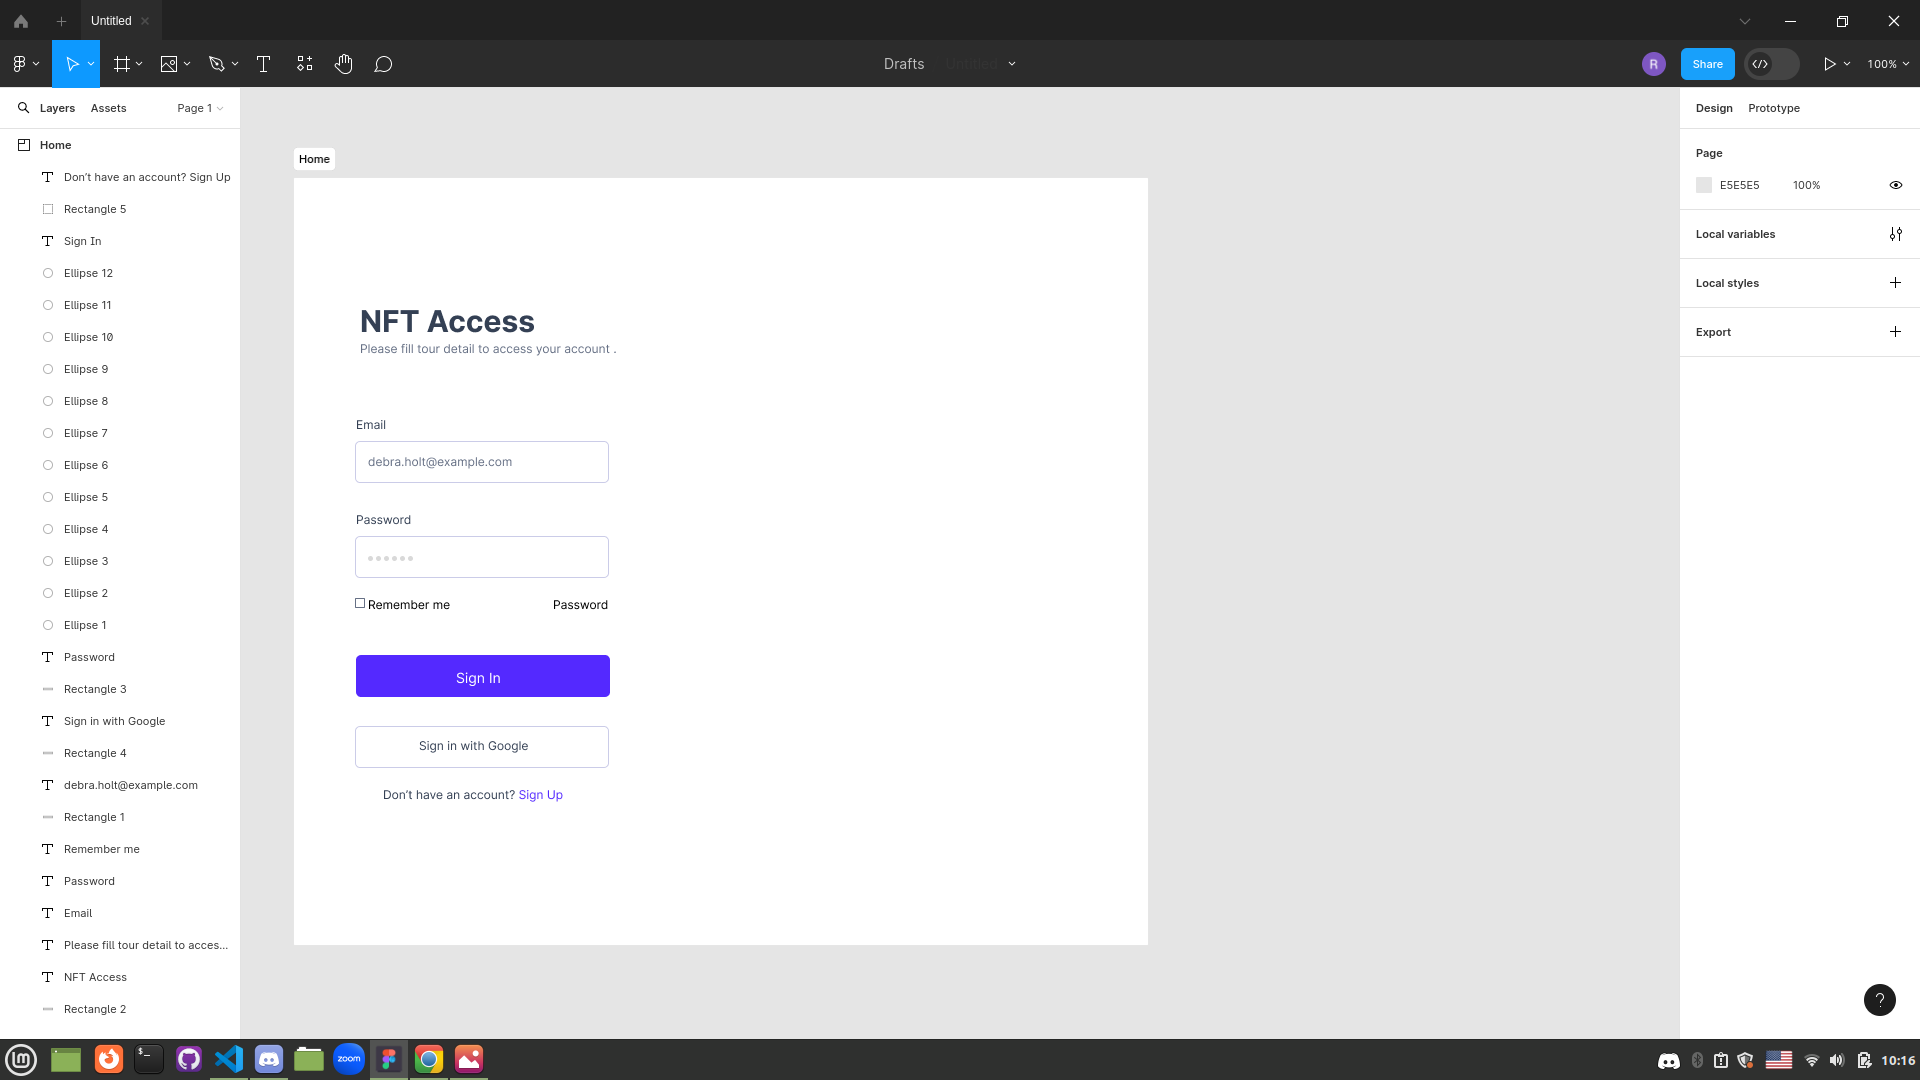 Untitled
Drafts
Untitled
R
Share
100%
Layers
Assets
Page 1
Design
Prototype
Home
Don't have an account? Sign Up
Rectangle 5
Sign In
Ellipse 12
Ellipse 11
Ellipse 10
Ellipse 9
Ellipse 8
Ellipse 7
Ellipse 6
Ellipse 5
Ellipse 4
Ellipse 3
Ellipse 2
Ellipse 1
Password
Rectangle 3
Sign in with Google
Rectangle 4
debra.holt@example.com
Rectangle 1
Remember me
Password
Email
Please fill tour detail to acces...
NFT Access
Rectangle 2
Home
NFT Access
Please fill tour detail to access your account .
Email
debra.holt@example.com
Password
Remember me
Password
Sign In
Sign in with Google
Don't have an account? Sign Up
Page
E5E5E5
100%
Local variables
Local styles
Export
?
lm
$_
zoom
10:16